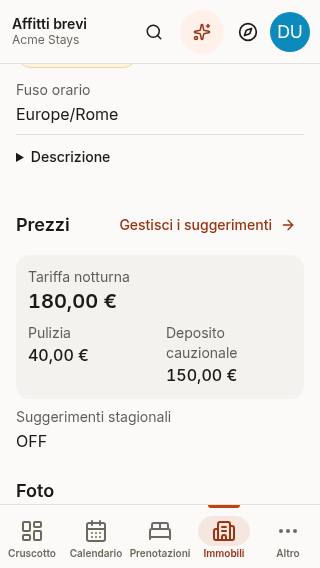 Affitti brevi
Acme Stays
DU
Fuso orario
Europe/Rome
Descrizione
Prezzi
Gestisci i suggerimenti
Tariffa notturna
180,00 €
Pulizia
40,00 €
Deposito
cauzionale
150,00 €
Suggerimenti stagionali
OFF
Foto
Cruscotto
Calendario
Prenotazioni
Immobili
Altro